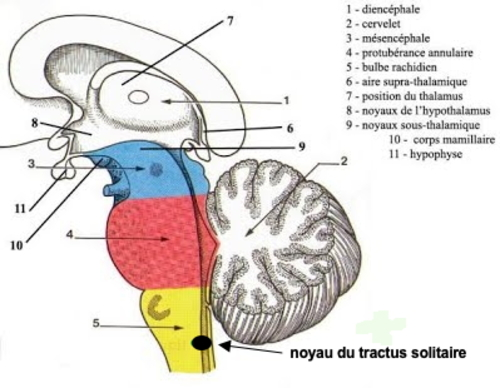 7
1 - diencéphale
2 - cervelet
3 - mésencéphale
4 - protubérance annulaire
5 - bulbe rachidien
6 - aire supra-thalamique
7 - position du thalamus
8 - noyaux de l'hypothalamus
9 - noyaux sous-thalamique
10 - corps mamillaire
11 - hypophyse
1
8
6
9
2
3
11
10
4
5
noyau du tractus solitaire